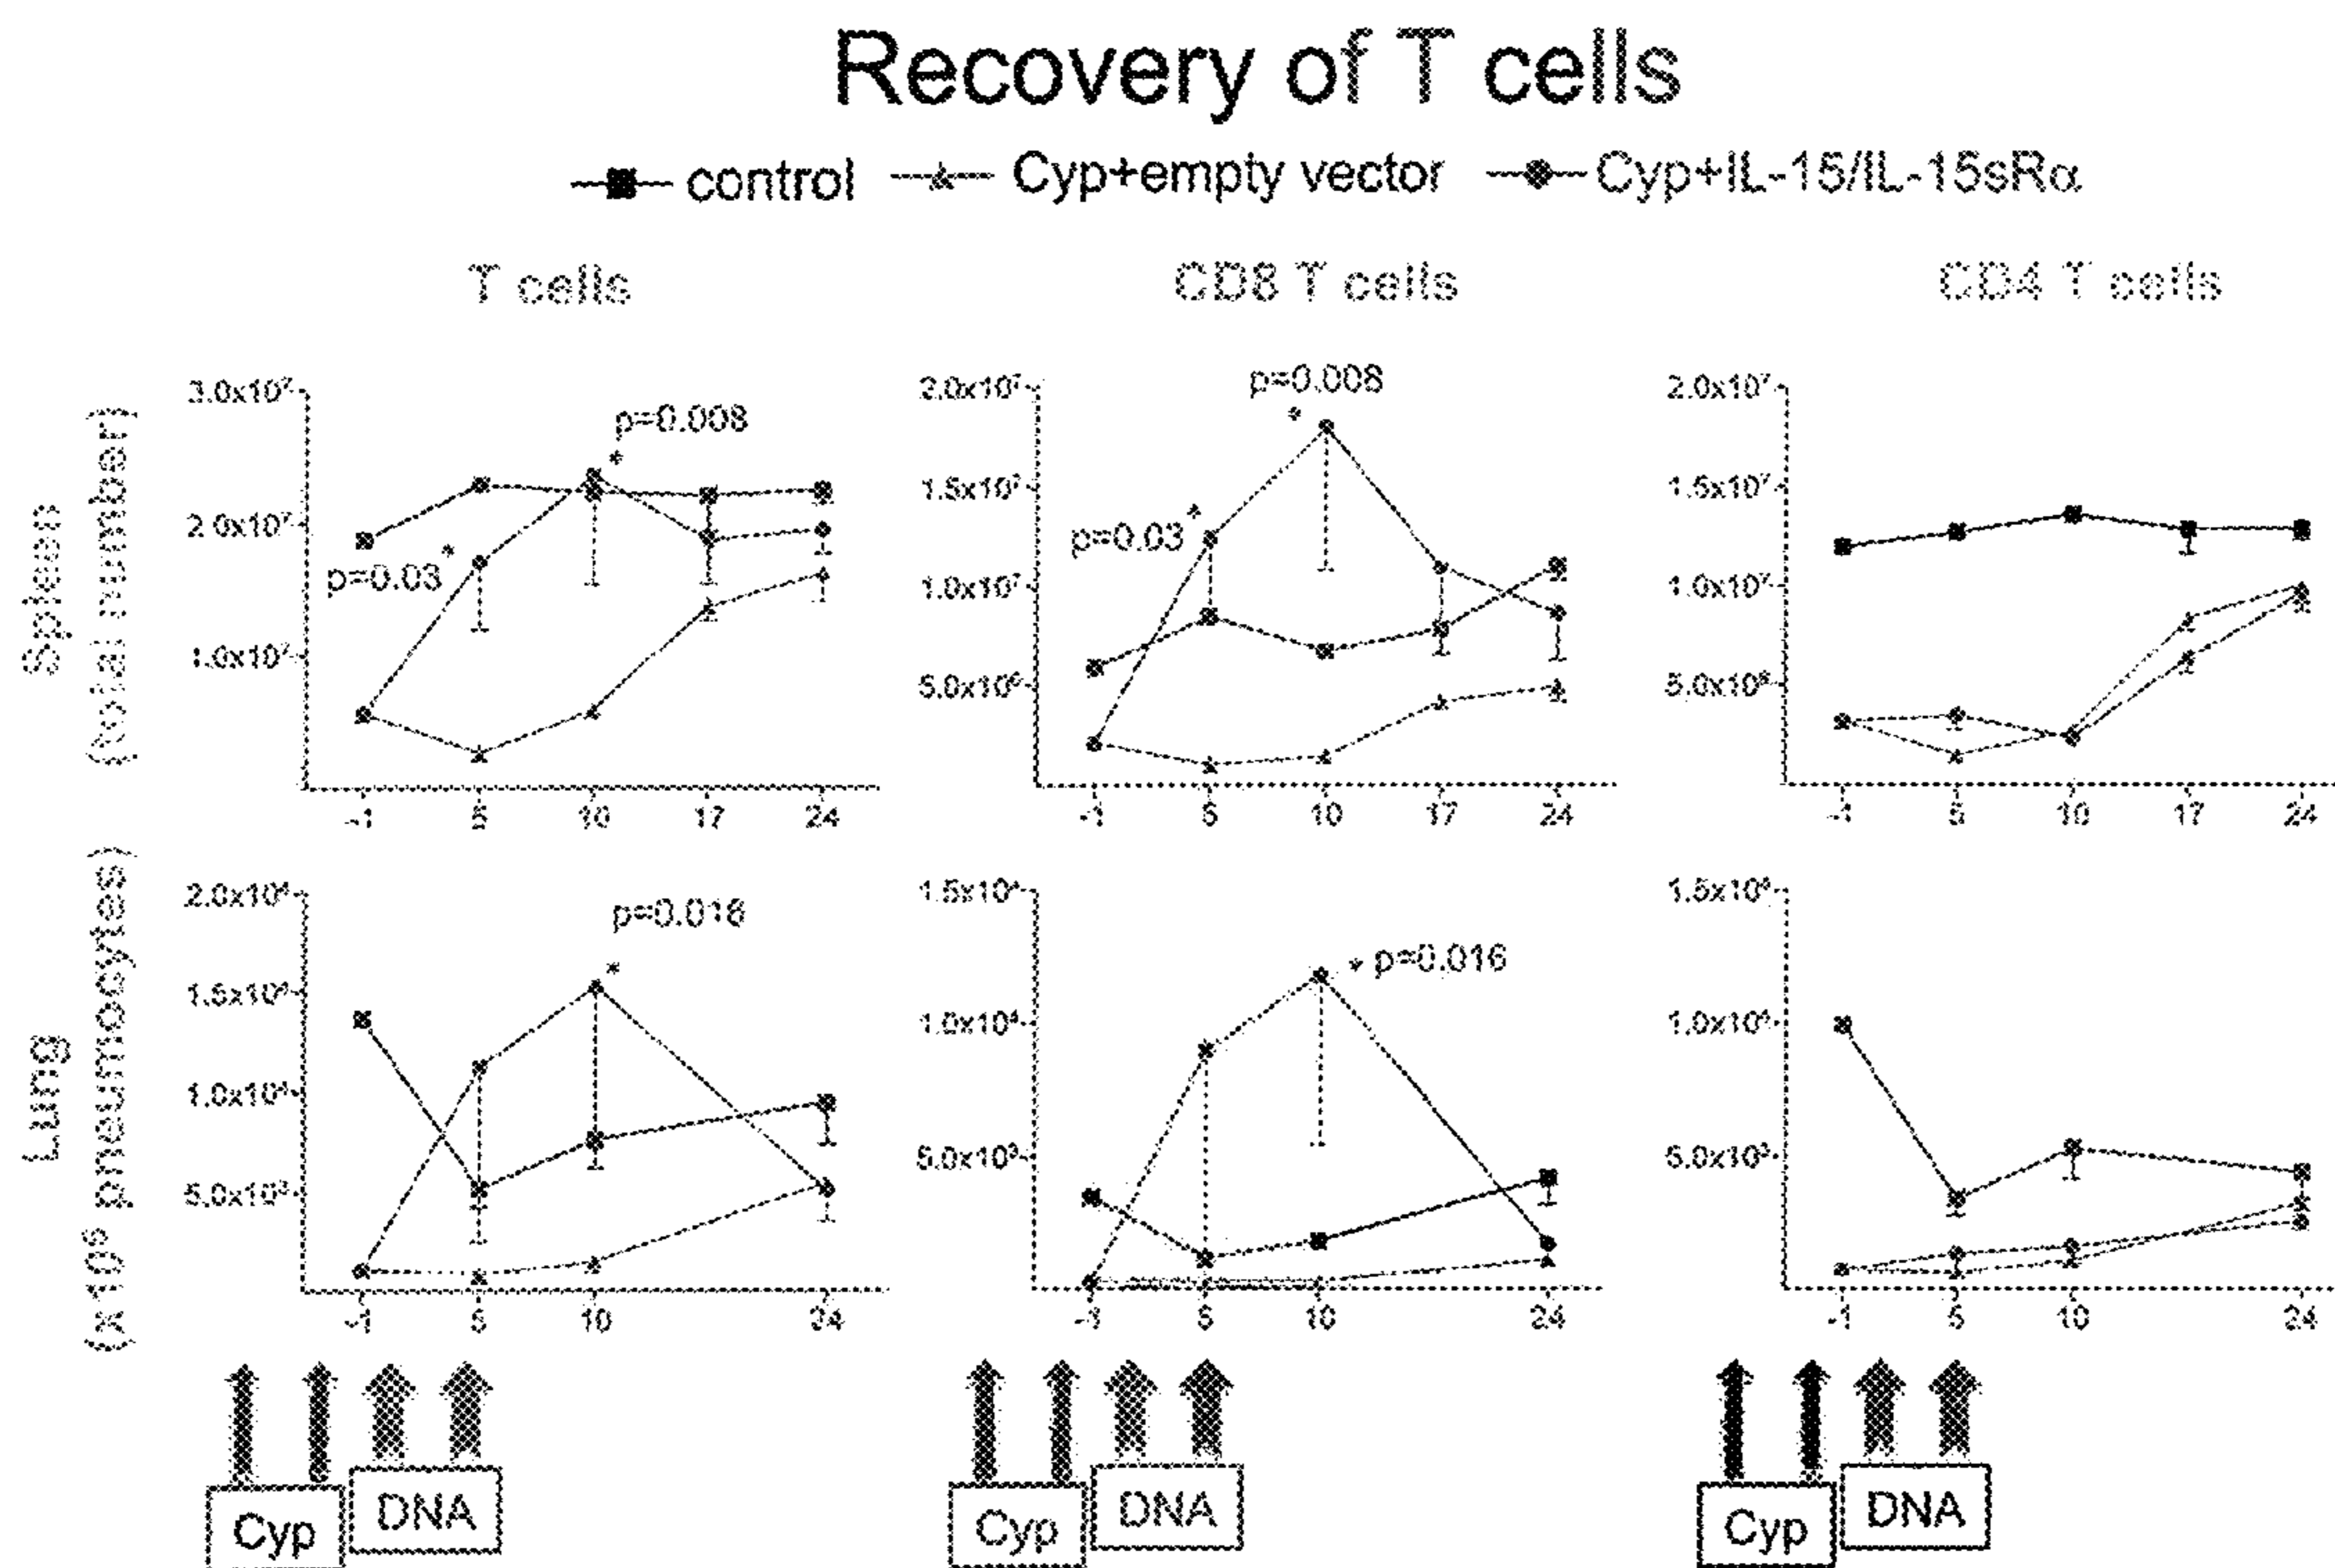 Recovery of T cells
control Cyp+empty vector Cyp+IL-15/IL-15sRα
T cells CD8 T cells CD4 T cells
Spleen
(total number)
3.0x10⁷
2.0x10⁷
1.0x10⁷
p=0.03 *
p=0.008
*
-1 5 10 17 24
2.0x10⁷
1.5x10⁷
1.0x10⁷
5.0x10⁶
p=0.03 *
p=0.008
*
-1 5 10 17 24
2.0x10⁷
1.5x10⁷
1.0x10⁷
5.0x10⁶
-1 5 10 17 24
Lung
(x10⁶ pneumocytes)
2.0x10⁴
1.5x10⁴
1.0x10⁴
5.0x10³
p=0.016
*
-1 5 10 24
1.5x10⁴
1.0x10⁴
5.0x10³
* p=0.016
-1 5 10 24
1.5x10⁴
1.0x10⁴
5.0x10³
-1 5 10 24
Cyp DNA Cyp DNA Cyp DNA